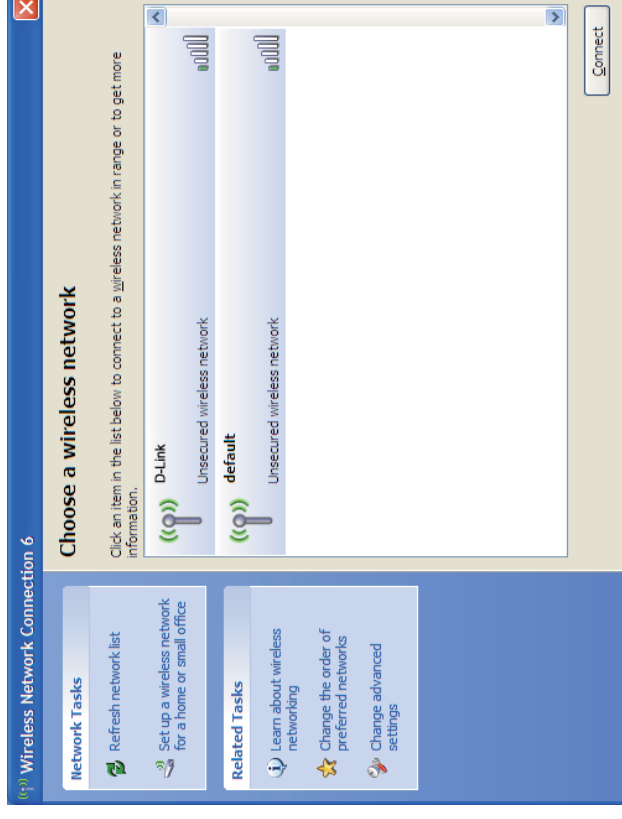 Wireless Network Connection 6
Network Tasks
Refresh network list
Set up a wireless network
for a home or small office
Related Tasks
Learn about wireless
networking
Change the order of
preferred networks
Change advanced
settings
Choose a wireless network
Click an item in the list below to connect to a wireless network in range or to get more
information.
D-Link
Unsecured wireless network
default
Unsecured wireless network
Connect